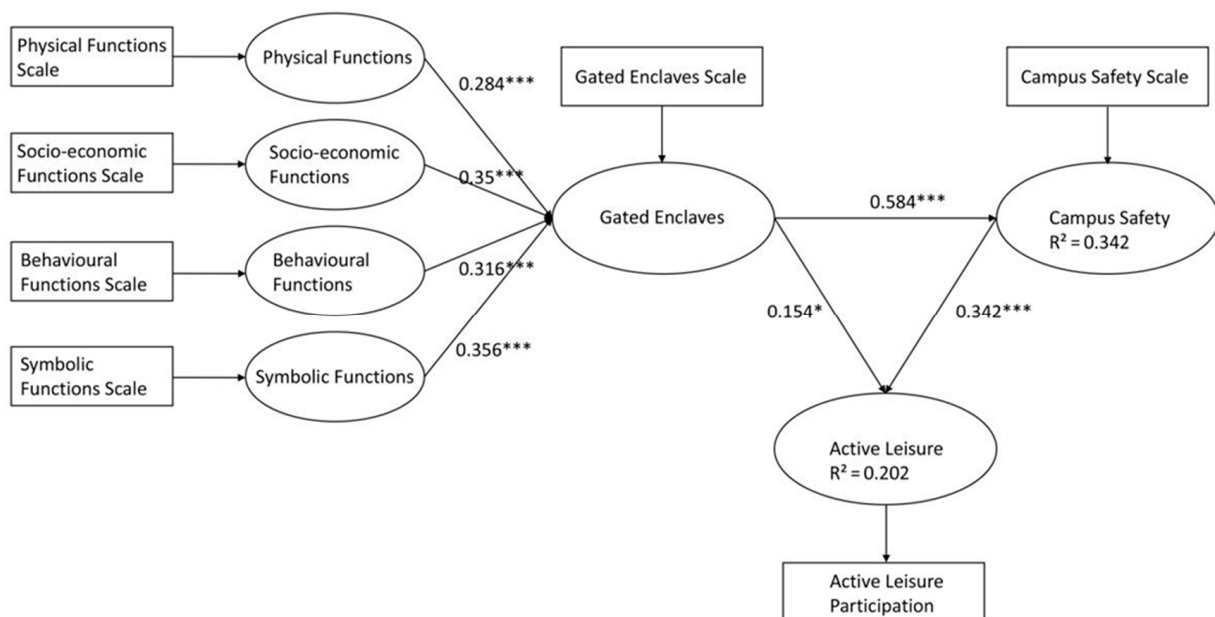 Physical Functions
Scale
Physical Functions
0.284***
Gated Enclaves Scale
Campus Safety Scale
Socio-economic
Functions Scale
Socio-economic
Functions
0.35***
Gated Enclaves
0.584***
Campus Safety
R² = 0.342
Behavioural
Functions Scale
Behavioural
Functions
0.316***
0.154*
0.342***
Symbolic
Functions Scale
Symbolic Functions
0.356***
Active Leisure
R² = 0.202
Active Leisure
Participation